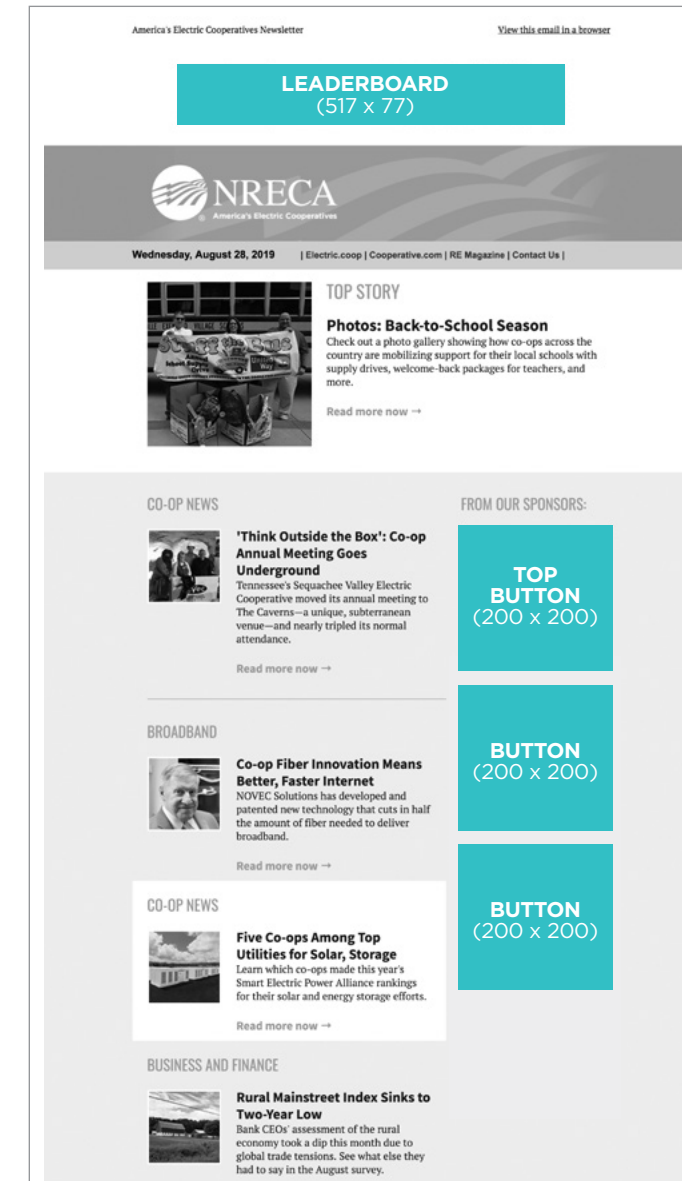 America's Electric Cooperatives Newsletter
View this email in a browser
LEADERBOARD
(517 x 77)
NRECA
®
America's Electric Cooperatives
Wednesday, August 28, 2019
| Electric.coop | Cooperative.com | RE Magazine | Contact Us |
Stuff the Bus
School Supply
Drive
United
Way
TOP STORY
Photos: Back-to-School Season
Check out a photo gallery showing how co-ops across the
country are mobilizing support for their local schools with
supply drives, welcome-back packages for teachers, and
more.
Read more now →
CO-OP NEWS
'Think Outside the Box': Co-op
Annual Meeting Goes
Underground
Tennessee's Sequachee Valley Electric
Cooperative moved its annual meeting to
The Caverns—a unique, subterranean
venue—and nearly tripled its normal
attendance.
Read more now →
BROADBAND
Co-op Fiber Innovation Means
Better, Faster Internet
NOVEC Solutions has developed and
patented new technology that cuts in half
the amount of fiber needed to deliver
broadband.
Read more now →
CO-OP NEWS
Five Co-ops Among Top
Utilities for Solar, Storage
Learn which co-ops made this year's
Smart Electric Power Alliance rankings
for their solar and energy storage efforts.
Read more now →
BUSINESS AND FINANCE
Rural Mainstreet Index Sinks to
Two-Year Low
Bank CEOs' assessment of the rural
economy took a dip this month due to
global trade tensions. See what else they
had to say in the August survey.
FROM OUR SPONSORS:
TOP
BUTTON
(200 x 200)
BUTTON
(200 x 200)
BUTTON
(200 x 200)